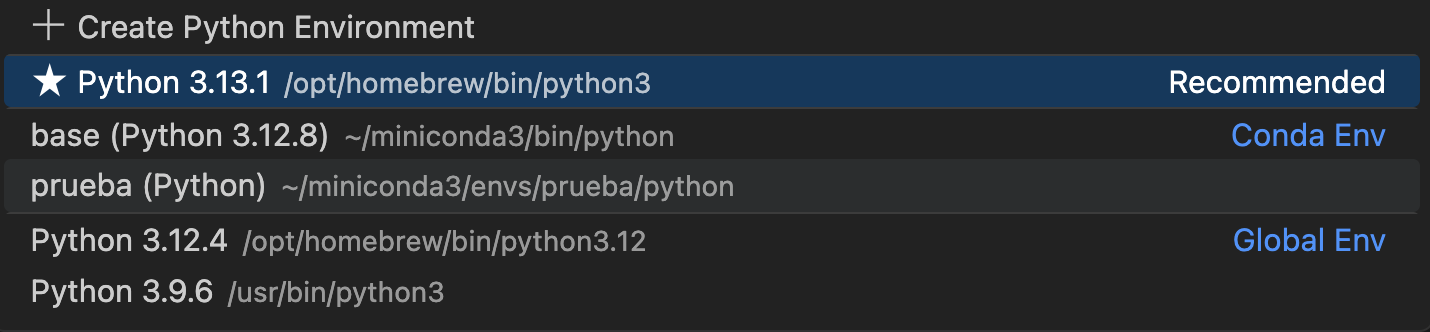 + Create Python Environment
★ Python 3.13.1 /opt/homebrew/bin/python3 Recommended
base (Python 3.12.8) ~/miniconda3/bin/python Conda Env
prueba (Python) ~/miniconda3/envs/prueba/python
Python 3.12.4 /opt/homebrew/bin/python3.12 Global Env
Python 3.9.6 /usr/bin/python3